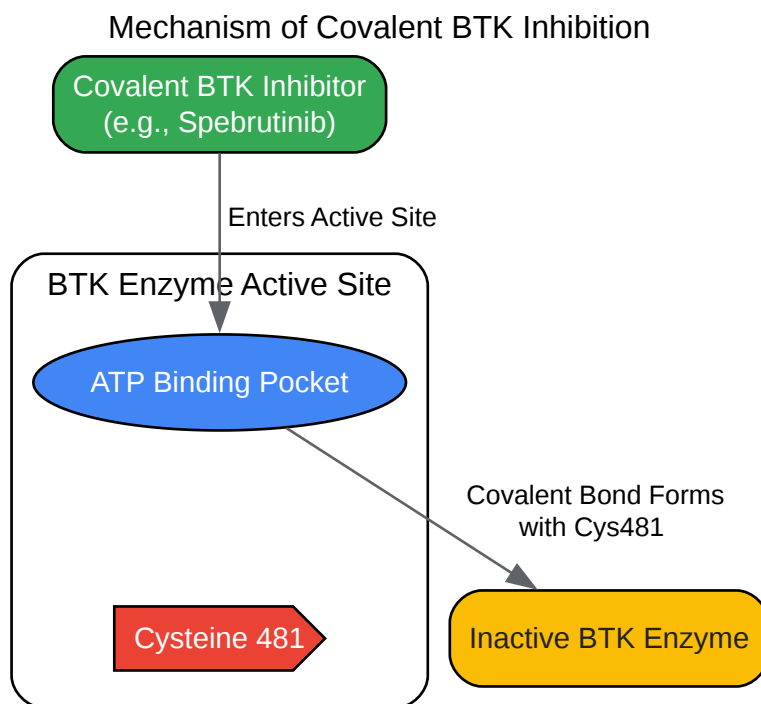 Mechanism of Covalent BTK Inhibition
Covalent BTK Inhibitor
(e.g., Spebrutinib)
Enters Active Site
BTK Enzyme Active Site
ATP Binding Pocket
Covalent Bond Forms
with Cys481
Cysteine 481
Inactive BTK Enzyme